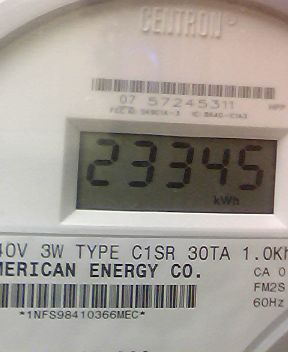 CENTRON
07 57245311
23345
kWh
40V 3W TYPE C1SR 30TA 1.0Kh
MERICAN ENERGY CO.
CA 0
FM2S
60Hz
*1NFS98410366MEC*